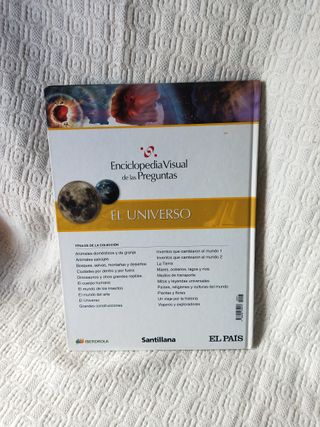 Enciclopedia Visual
de las Preguntas
EL UNIVERSO
TÍTULOS DE LA COLECCIÓN
Animales domésticos y de granja
Animales salvajes
Bosques, selvas, montañas y desiertos
Ciudades por dentro y por fuera
Dinosaurios y otros grandes reptiles
El cuerpo humano
El mundo de los insectos
El mundo del arte
El Universo
Grandes construcciones
Inventos que cambiaron el mundo 1
Inventos que cambiaron el mundo 2
La Tierra
Mares, océanos, lagos y ríos
Medios de transporte
Mitos y leyendas universales
Países, religiones y culturas del mundo
Plantas y flores
Un viaje por la historia
Viajeros y exploradores
IBERDROLA
Santillana
EL PAÍS